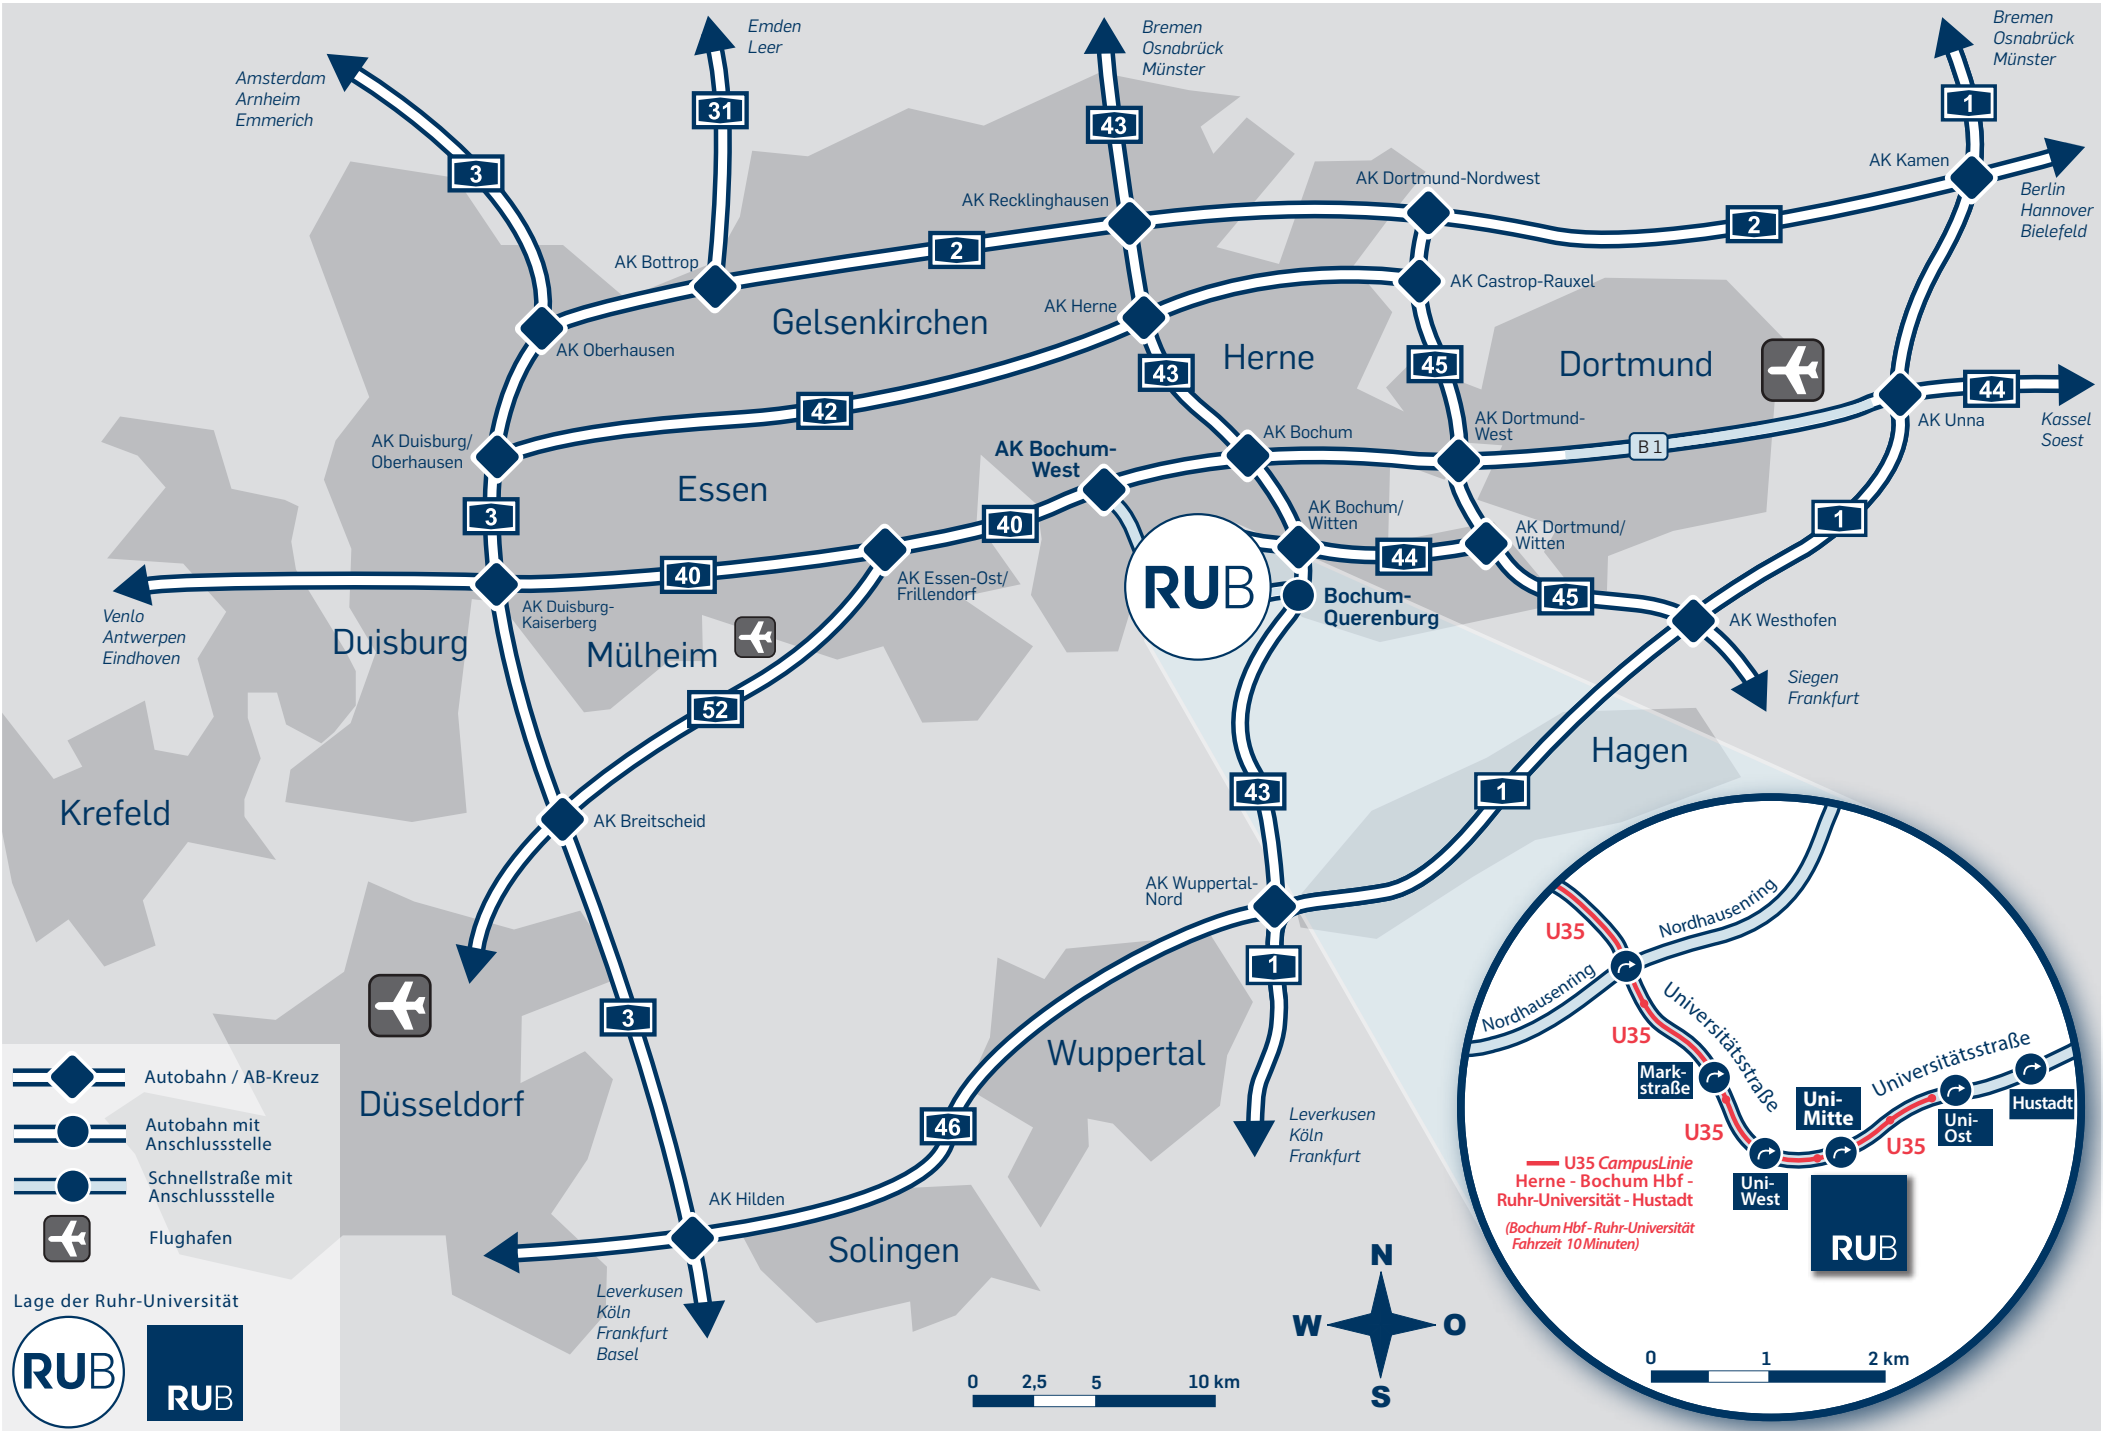 Emden
Leer
Bremen
Osnabrück
Münster
Bremen
Osnabrück
Münster
Amsterdam
Arnheim
Emmerich
31
43
1
3
AK Kamen
AK Dortmund-Nordwest
AK Recklinghausen
Berlin
Hannover
Bielefeld
2
2
AK Bottrop
AK Castrop-Rauxel
AK Herne
Gelsenkirchen
AK Oberhausen
Herne
Dortmund
43
45
44
42
AK Unna
Kassel
Soest
AK Dortmund-
West
AK Bochum
B 1
AK Duisburg/
Oberhausen
AK Bochum-
West
Essen
3
40
AK Bochum/
Witten
AK Dortmund/
Witten
1
44
40
AK Essen-Ost/
Frillendorf
RUB
Bochum-
Querenburg
45
AK Duisburg-
Kaiserberg
Venlo
Antwerpen
Eindhoven
Duisburg
Mülheim
AK Westhofen
Siegen
Frankfurt
52
Hagen
43
1
Krefeld
AK Breitscheid
AK Wuppertal-
Nord
1
3
Wuppertal
Düsseldorf
46
Leverkusen
Köln
Frankfurt
AK Hilden
Solingen
Leverkusen
Köln
Frankfurt
Basel
Autobahn / AB-Kreuz
Autobahn mit
Anschlussstelle
Schnellstraße mit
Anschlussstelle
Flughafen
Lage der Ruhr-Universität
RUB
RUB
0 2,5 5 10 km
N
W O
S
Nordhausenring
U35
Nordhausenring
Universitätsstraße
U35
Universitätsstraße
Mark-
straße
Uni-
Mitte
Hustadt
Uni-
Ost
U35
U35
Uni-
West
U35 CampusLinie
Herne - Bochum Hbf -
Ruhr-Universität - Hustadt
(Bochum Hbf - Ruhr-Universität
Fahrzeit 10 Minuten)
RUB
0 1 2 km